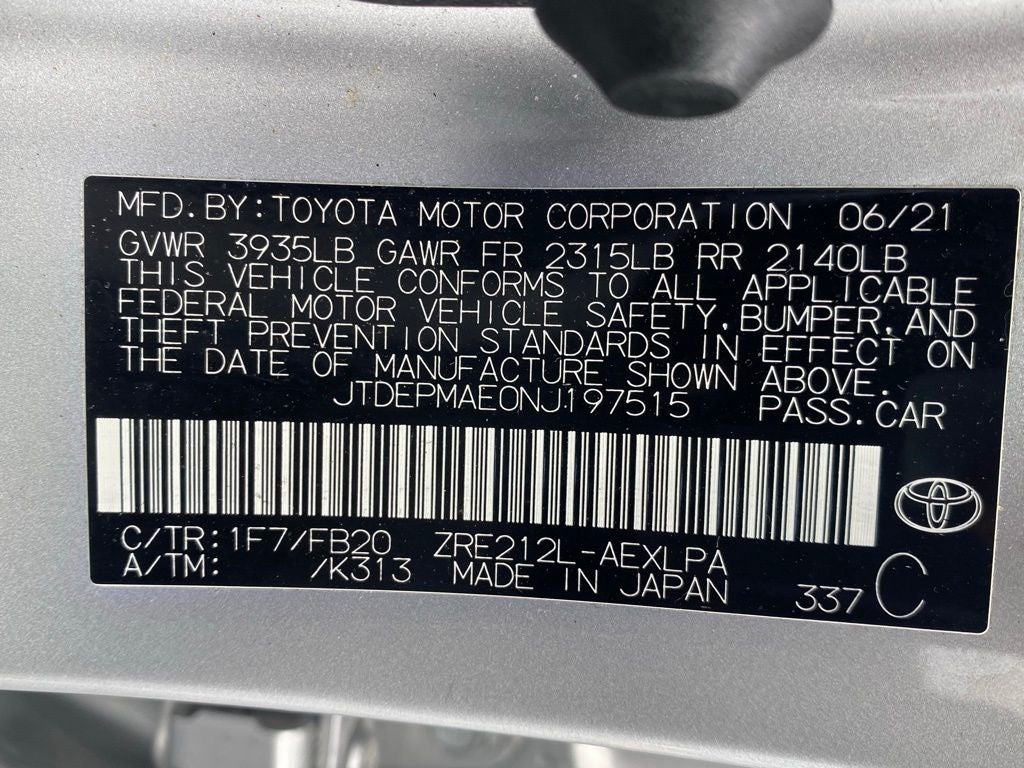 MFD.BY:TOYOTA MOTOR CORPORATION 06/21
GVWR 3935LB GAWR FR 2315LB RR 2140LB
THIS VEHICLE CONFORMS TO ALL APPLICABLE
FEDERAL MOTOR VEHICLE SAFETY,BUMPER,AND
THEFT PREVENTION STANDARDS IN EFFECT ON
THE DATE OF MANUFACTURE SHOWN ABOVE.
JTDEPMAE0NJ197515 PASS.CAR
C/TR:1F7/FB20 ZRE212L-AEXLPA
A/TM: /K313 MADE IN JAPAN 337 C